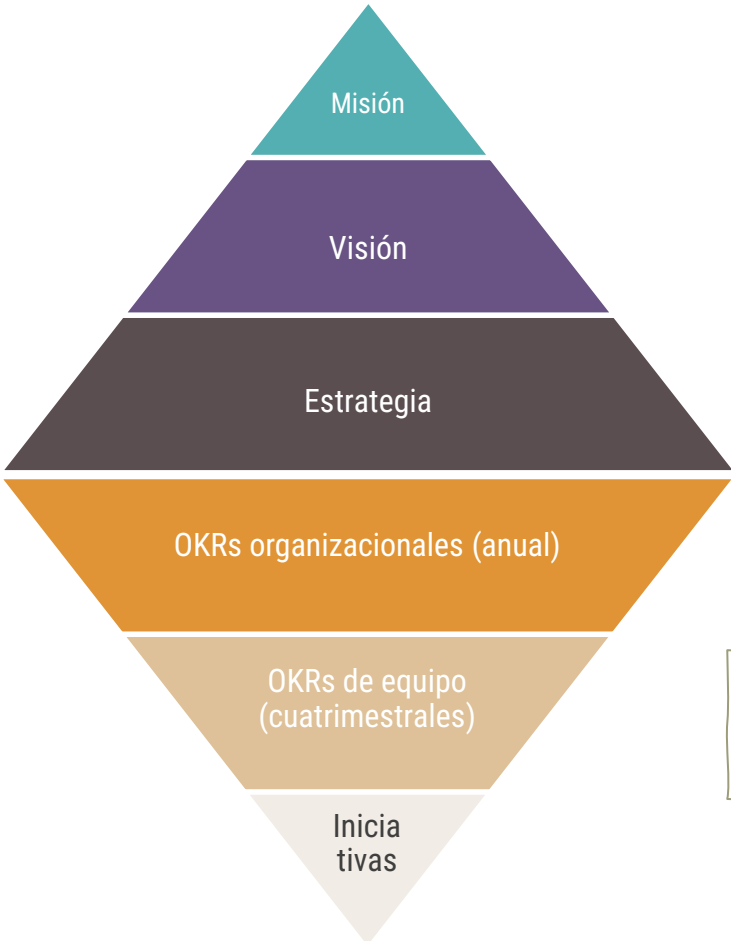 Misión
Visión
Estrategia
OKRs organizacionales (anual)
OKRs de equipo
(cuatrimestrales)
Inicia
tivas